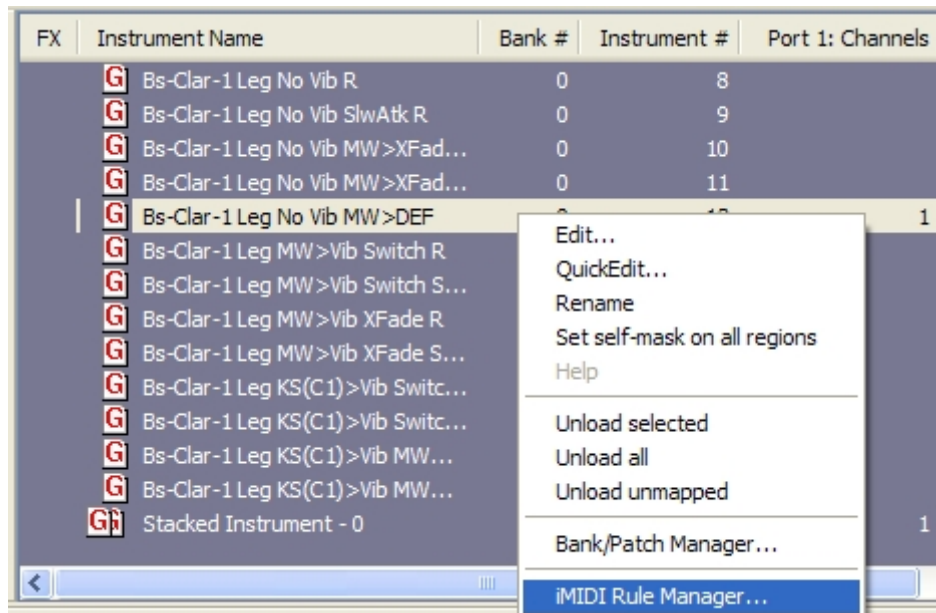 FX Instrument Name Bank # Instrument # Port 1: Channels
G Bs-Clar-1 Leg No Vib R 0 8
G Bs-Clar-1 Leg No Vib SlwAtk R 0 9
G Bs-Clar-1 Leg No Vib MW>XFad... 0 10
G Bs-Clar-1 Leg No Vib MW>XFad... 0 11
G Bs-Clar-1 Leg No Vib MW>DEF 1
G Bs-Clar-1 Leg MW>Vib Switch R
G Bs-Clar-1 Leg MW>Vib Switch S...
G Bs-Clar-1 Leg MW>Vib XFade R
G Bs-Clar-1 Leg MW>Vib XFade S...
G Bs-Clar-1 Leg KS(C1)>Vib Switc...
G Bs-Clar-1 Leg KS(C1)>Vib Switc...
G Bs-Clar-1 Leg KS(C1)>Vib MW...
G Bs-Clar-1 Leg KS(C1)>Vib MW...
Stacked Instrument - 0 1
Edit...
QuickEdit...
Rename
Set self-mask on all regions
Help
Unload selected
Unload all
Unload unmapped
Bank/Patch Manager...
iMIDI Rule Manager...